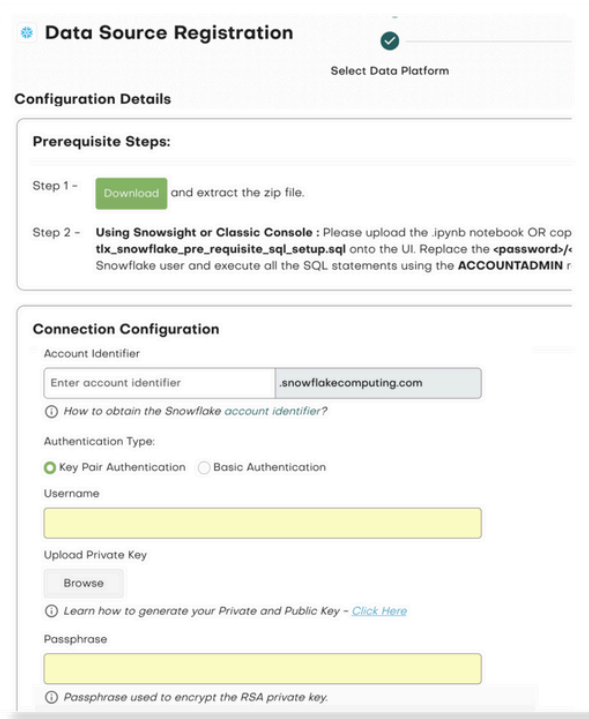 Data Source Registration
Select Data Platform
Configuration Details
Prerequisite Steps:
Step 1 - Download and extract the zip file.
Step 2 - Using Snowsight or Classic Console : Please upload the .ipynb notebook OR cop
tlx_snowflake_pre_requisite_sql_setup.sql onto the UI. Replace the <password>/<
Snowflake user and execute all the SQL statements using the ACCOUNTADMIN r
Connection Configuration
Account Identifier
Enter account identifier .snowflakecomputing.com
How to obtain the Snowflake account identifier?
Authentication Type:
Key Pair Authentication Basic Authentication
Username
Upload Private Key
Browse
Learn how to generate your Private and Public Key - Click Here
Passphrase
Passphrase used to encrypt the RSA private key.